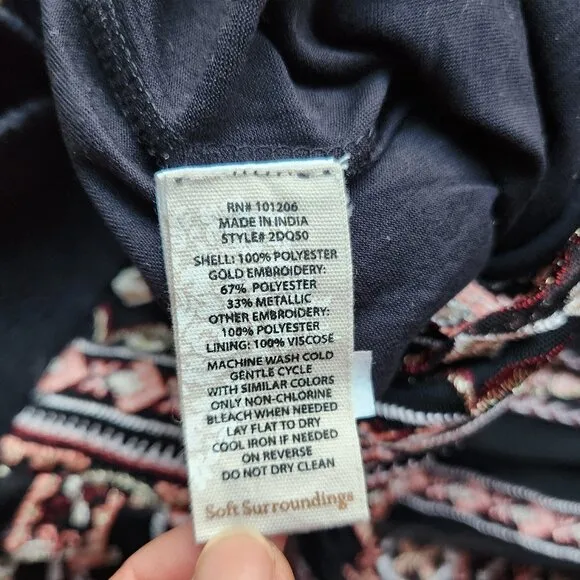 RN# 101206
MADE IN INDIA
STYLE# 2DQ50
SHELL: 100% POLYESTER
GOLD EMBROIDERY:
67% POLYESTER
33% METALLIC
OTHER EMBROIDERY:
100% POLYESTER
LINING: 100% VISCOSE
MACHINE WASH COLD
GENTLE CYCLE
WITH SIMILAR COLORS
ONLY NON-CHLORINE
BLEACH WHEN NEEDED
LAY FLAT TO DRY
COOL IRON IF NEEDED
ON REVERSE
DO NOT DRY CLEAN
Soft Surroundings